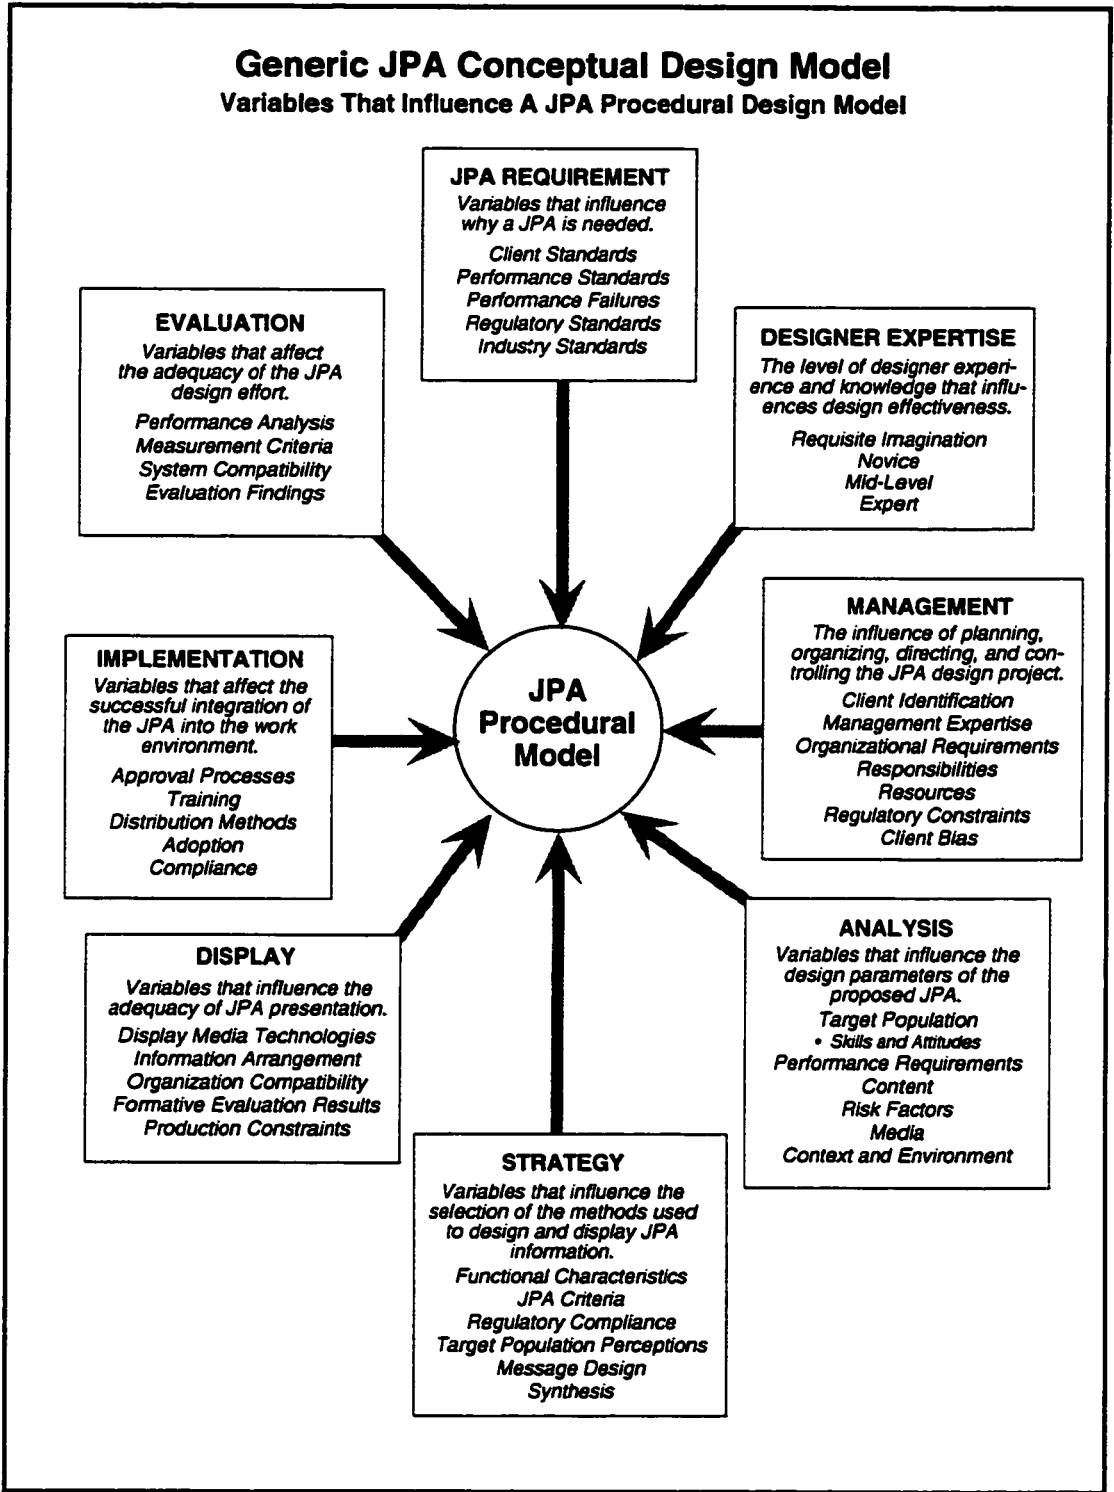 Generic JPA Conceptual Design Model
Variables That Influence A JPA Procedural Design Model
JPA REQUIREMENT
Variables that influence
why a JPA is needed.
Client Standards
Performance Standards
Performance Failures
Regulatory Standards
Industry Standards
EVALUATION
Variables that affect
the adequacy of the JPA
design effort.
Performance Analysis
Measurement Criteria
System Compatibility
Evaluation Findings
DESIGNER EXPERTISE
The level of designer experi-
ence and knowledge that influ-
ences design effectiveness.
Requisite Imagination
Novice
Mid-Level
Expert
MANAGEMENT
The influence of planning,
organizing, directing, and con-
trolling the JPA design project.
Client Identification
Management Expertise
Organizational Requirements
Responsibilities
Resources
Regulatory Constraints
Client Bias
IMPLEMENTATION
Variables that affect the
successful integration of
the JPA into the work
environment.
Approval Processes
Training
Distribution Methods
Adoption
Compliance
JPA
Procedural
Model
ANALYSIS
Variables that influence the
design parameters of the
proposed JPA.
Target Population
• Skills and Attitudes
Performance Requirements
Content
Risk Factors
Media
Context and Environment
DISPLAY
Variables that influence the
adequacy of JPA presentation.
Display Media Technologies
Information Arrangement
Organization Compatibility
Formative Evaluation Results
Production Constraints
STRATEGY
Variables that influence the
selection of the methods used
to design and display JPA
information.
Functional Characteristics
JPA Criteria
Regulatory Compliance
Target Population Perceptions
Message Design
Synthesis